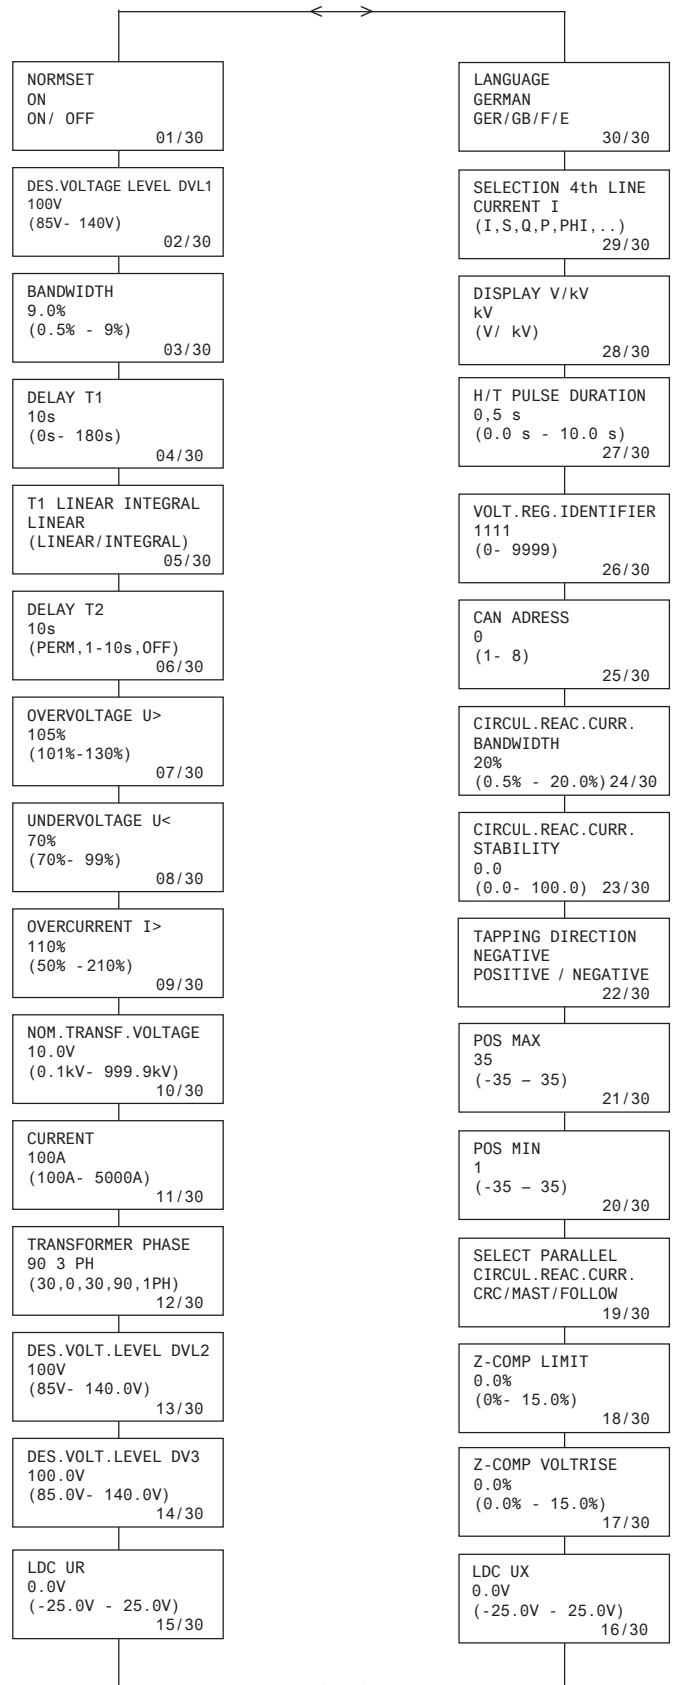 NORMSET
ON
ON/ OFF
01/30
DES.VOLTAGE LEVEL DVL1
100V
(85V- 140V)
02/30
BANDWIDTH
9.0%
(0.5% - 9%)
03/30
DELAY T1
10s
(0s- 180s)
04/30
T1 LINEAR INTEGRAL
LINEAR
(LINEAR/INTEGRAL)
05/30
DELAY T2
10s
(PERM,1-10s,OFF)
06/30
OVERVOLTAGE U>
105%
(101%-130%)
07/30
UNDERVOLTAGE U<
70%
(70%- 99%)
08/30
OVERCURRENT I>
110%
(50% -210%)
09/30
NOM.TRANSF.VOLTAGE
10.0V
(0.1kV- 999.9kV)
10/30
CURRENT
100A
(100A- 5000A)
11/30
TRANSFORMER PHASE
90 3 PH
(30,0,30,90,1PH)
12/30
DES.VOLT.LEVEL DVL2
100V
(85V- 140.0V)
13/30
DES.VOLT.LEVEL DV3
100.0V
(85.0V- 140.0V)
14/30
LDC UR
0.0V
(-25.0V - 25.0V)
15/30
LANGUAGE
GERMAN
GER/GB/F/E
30/30
SELECTION 4th LINE
CURRENT I
(I,S,Q,P,PHI,..)
29/30
DISPLAY V/kV
kV
(V/ kV)
28/30
H/T PULSE DURATION
0,5 s
(0.0 s - 10.0 s)
27/30
VOLT.REG.IDENTIFIER
1111
(0- 9999)
26/30
CAN ADRESS
0
(1- 8)
25/30
CIRCUL.REAC.CURR.
BANDWIDTH
20%
(0.5% - 20.0%) 24/30
CIRCUL.REAC.CURR.
STABILITY
0.0
(0.0- 100.0) 23/30
TAPPING DIRECTION
NEGATIVE
POSITIVE / NEGATIVE
22/30
POS MAX
35
(-35 – 35)
21/30
POS MIN
1
(-35 – 35)
20/30
SELECT PARALLEL
CIRCUL.REAC.CURR.
CRC/MAST/FOLLOW
19/30
Z-COMP LIMIT
0.0%
(0%- 15.0%)
18/30
Z-COMP VOLTRISE
0.0%
(0.0% - 15.0%)
17/30
LDC UX
0.0V
(-25.0V - 25.0V)
16/30